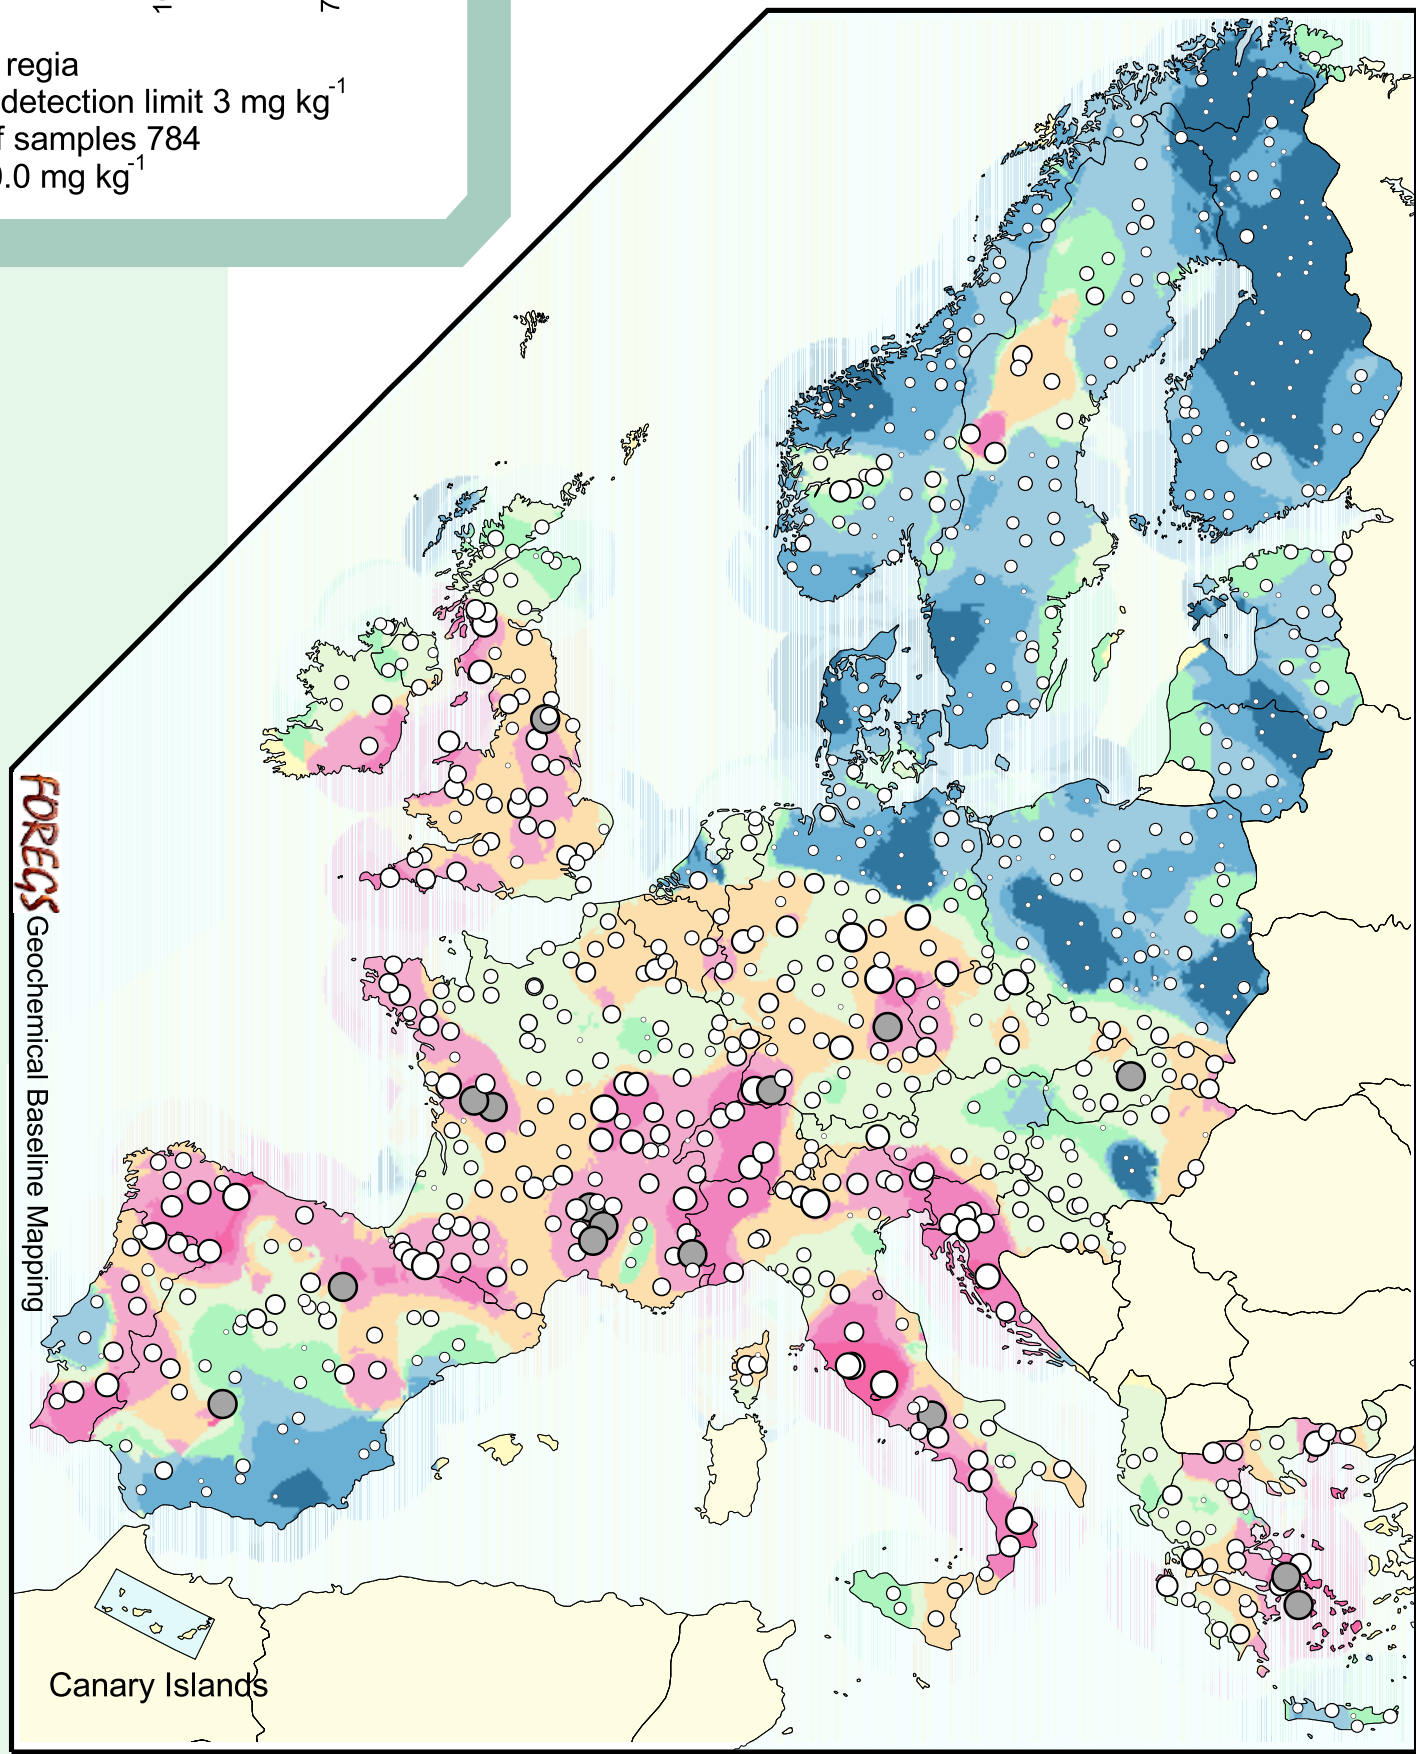 regia
detection limit 3 mg kg-1
samples 784
.0 mg kg-1
FOREGS Geochemical Baseline Mapping
Canary Islands